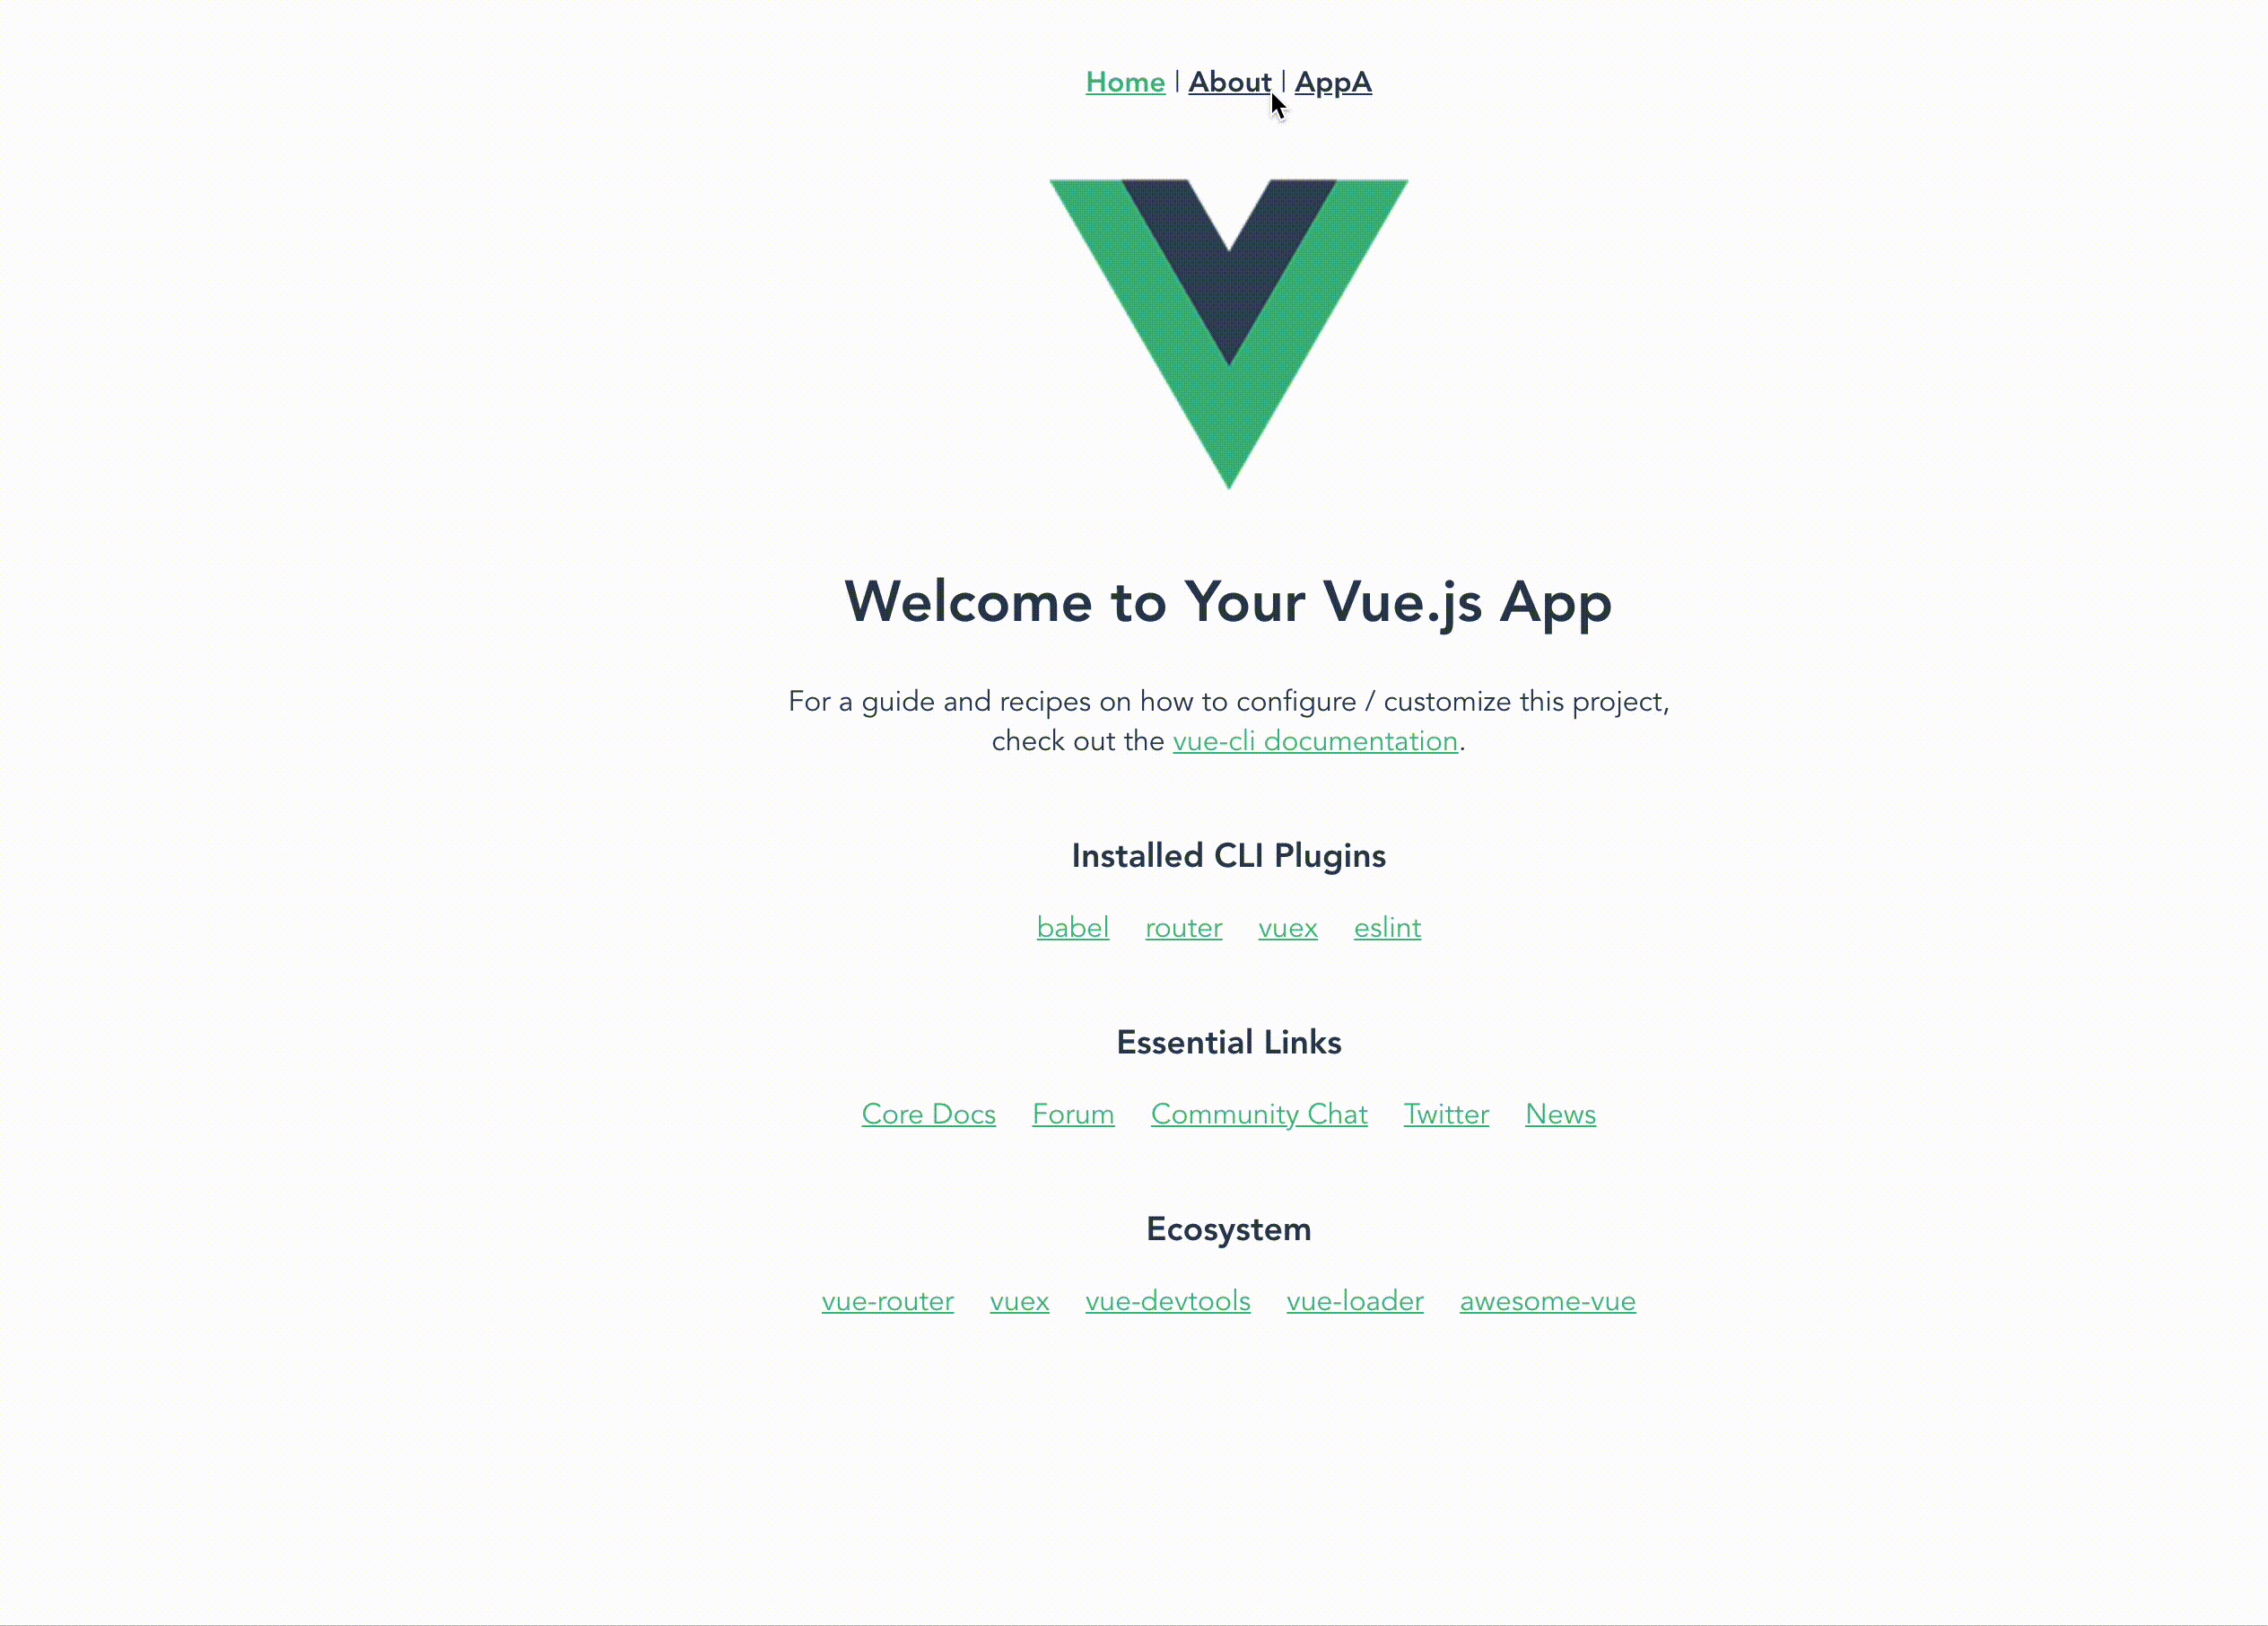 Home | About | AppA
Welcome to Your Vue.js App
For a guide and recipes on how to configure / customize this project,
check out the vue-cli documentation.
Installed CLI Plugins
babel router vuex eslint
Essential Links
Core Docs Forum Community Chat Twitter News
Ecosystem
vue-router vuex vue-devtools vue-loader awesome-vue